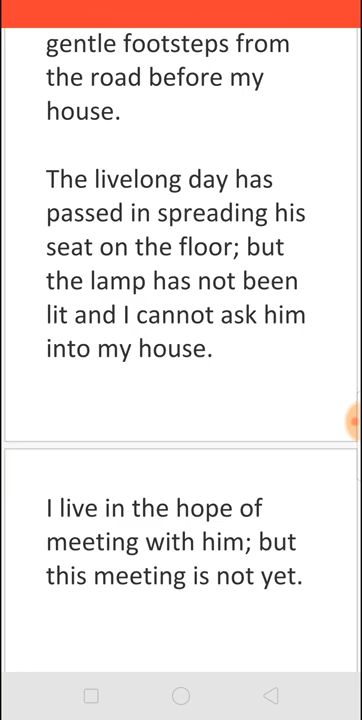 gentle footsteps from
the road before my
house.
The livelong day has
passed in spreading his
seat on the floor; but
the lamp has not been
lit and I cannot ask him
into my house.
I live in the hope of
meeting with him; but
this meeting is not yet.